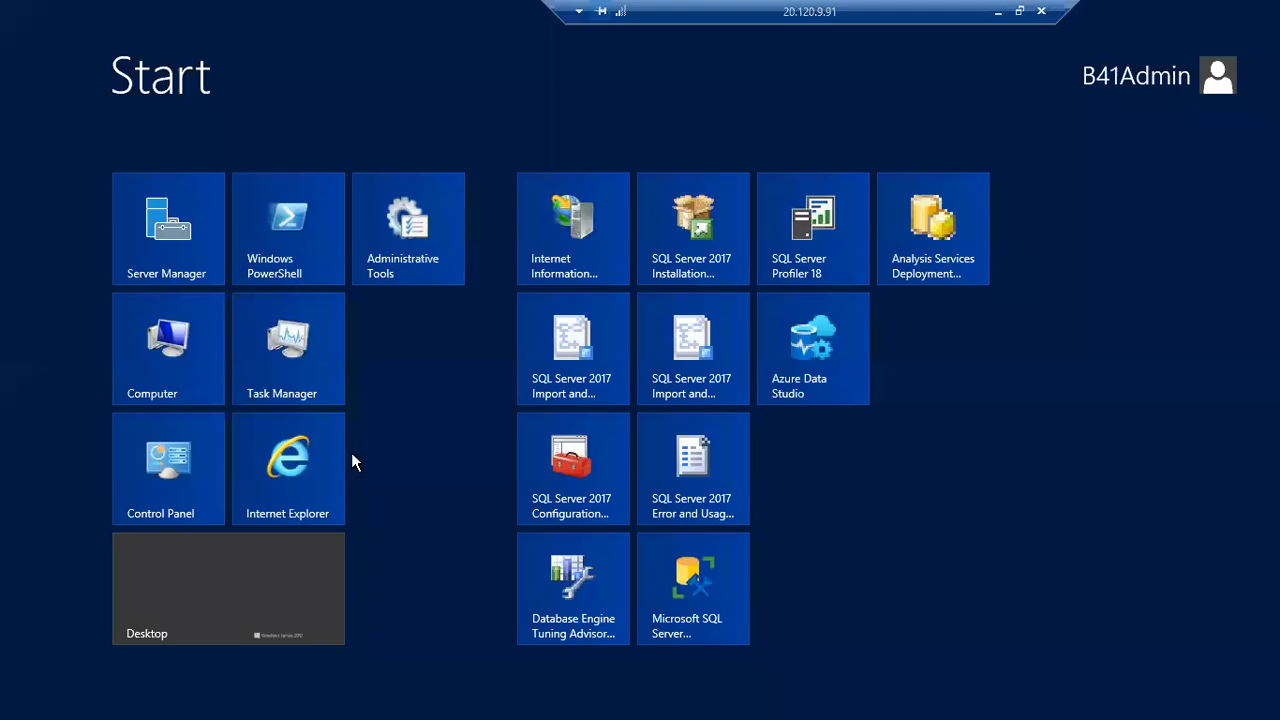 20.120.9.91
Start
B41Admin
Server Manager
Windows
PowerShell
Administrative
Tools
Internet
Information...
SQL Server 2017
Installation...
SQL Server
Profiler 18
Analysis Services
Deployment...
Computer
Task Manager
SQL Server 2017
Import and...
SQL Server 2017
Import and...
Azure Data
Studio
Control Panel
Internet Explorer
SQL Server 2017
Configuration...
SQL Server 2017
Error and Usag...
Desktop
Windows Server 2012
Database Engine
Tuning Advisor...
Microsoft SQL
Server...